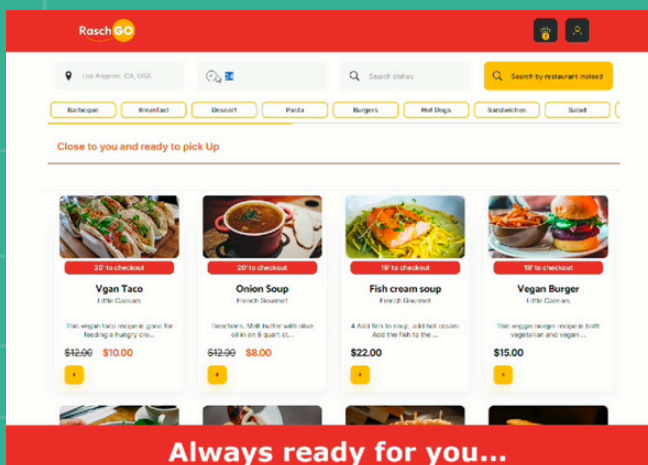 Rasch GO
Los Angeles, CA, USA
24
Search dishes
Search by restaurant instead
Barbeque
Breakfast
Dessert
Pasta
Burgers
Hot Dogs
Sandwiches
Salad
Close to you and ready to pick Up
20' to checkout
20' to checkout
19' to checkout
18' to checkout
Vgan Taco
Onion Soup
Fish cream soup
Vegan Burger
Little Caesars
French Gourmet
French Gourmet
Little Caesars
This vegan taco recipe is good for
feeding a hungry cro...
Directions. Melt butter with olive
oil in an 8 quart st...
4 Add fish to soup, add hot cream.
Add the fish to the ...
This veggie burger recipe is both
vegetarian and vegan ...
$12.00 $10.00
$12.00 $8.00
$22.00
$15.00
Always ready for you...